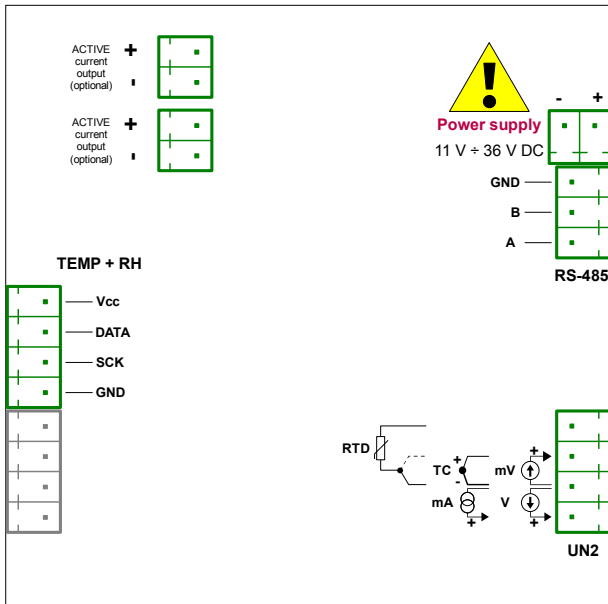 ACTIVE
current
output
(optional)
+
-
ACTIVE
current
output
(optional)
+
-
!
- +
Power supply
11 V ÷ 36 V DC
GND
B
A
RS-485
TEMP + RH
Vcc
DATA
SCK
GND
RTD
+
TC
-
mV
+
mA
+
V
+
UN2